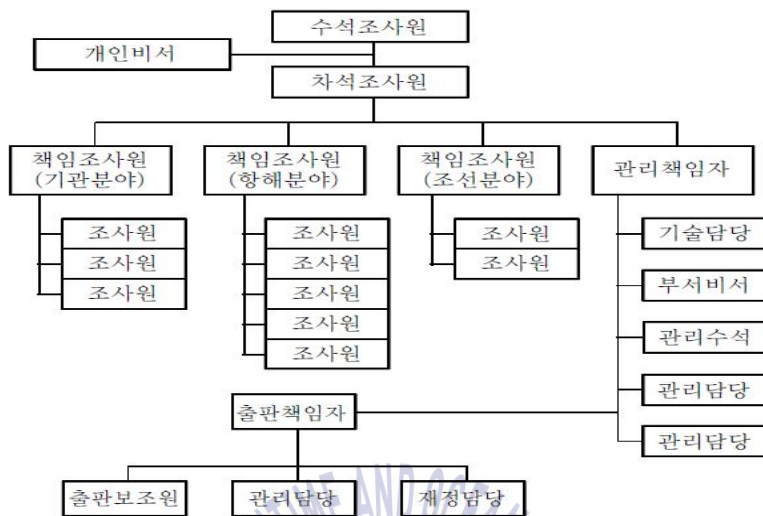 수석조사원
개인비서
차석조사원
책임조사원
(기관분야)
책임조사원
(항해분야)
책임조사원
(조선분야)
관리책임자
조사원
조사원
조사원
조사원
조사원
조사원
조사원
조사원
조사원
조사원
기술담당
부서비서
관리수석
관리담당
관리담당
출판책임자
출판보조원
관리담당
재정담당
TIME AND OCEA